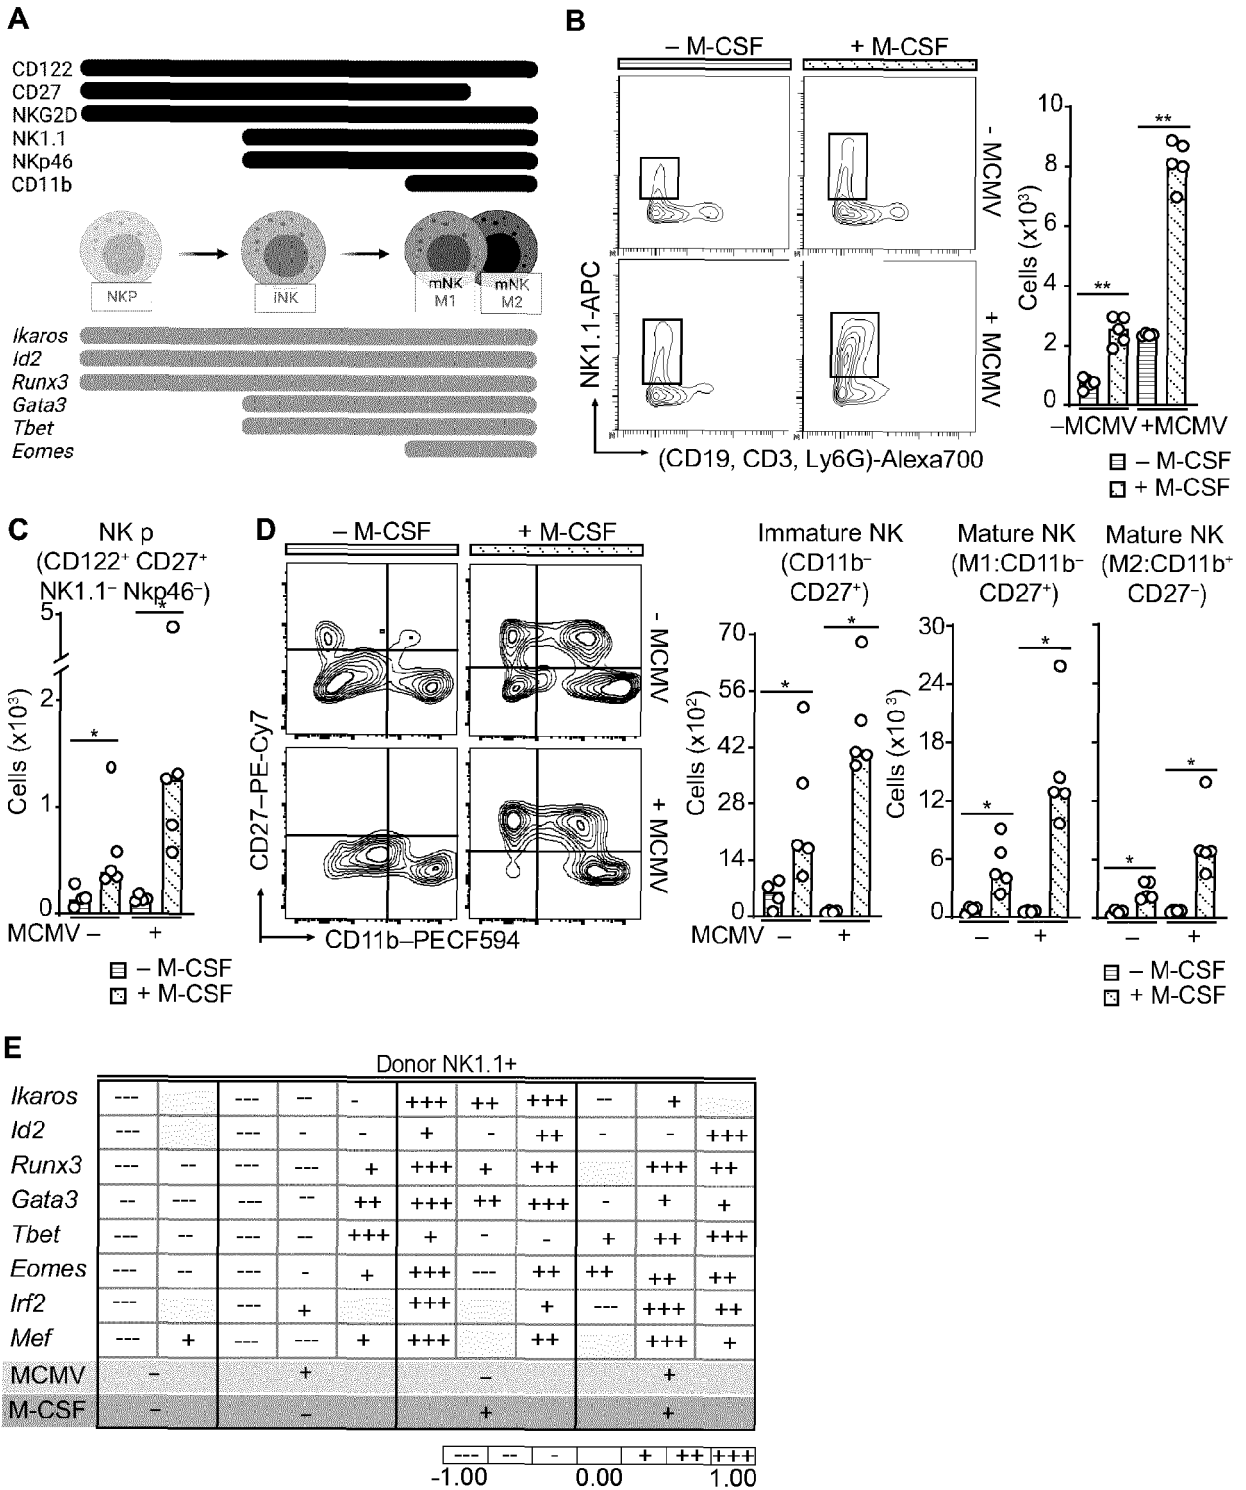 A
CD122
CD27
NKG2D
NK1.1
NKp46
CD11b
NKP
iNK
mNK
M1
mNK
M2
Ikaros
Id2
Runx3
Gata3
Tbet
Eomes
B
– M-CSF
+ M-CSF
- MCMV
+ MCMV
NK1.1-APC
(CD19, CD3, Ly6G)-Alexa700
Cells (x10³)
10
8
6
4
2
0
**
**
–MCMV +MCMV
– M-CSF
+ M-CSF
C
NK p
(CD122⁺ CD27⁺
NK1.1⁻ Nkp46⁻)
Cells (x10³)
5
2
1
0
*
*
MCMV – +
– M-CSF
+ M-CSF
D
– M-CSF
+ M-CSF
- MCMV
+ MCMV
CD27–PE-Cy7
CD11b–PECF594
Immature NK
(CD11b⁻
CD27⁺)
Cells (x10²)
70
56
42
28
14
0
*
*
MCMV – +
Mature NK
(M1:CD11b⁻
CD27⁺)
Cells (x10³)
30
24
18
12
6
0
*
*
– +
Mature NK
(M2:CD11b⁺
CD27⁻)
*
*
– +
– M-CSF
+ M-CSF
E
Donor NK1.1+
Ikaros --- --- -- - +++ ++ +++ -- +
Id2 --- --- - - + - ++ - - +++
Runx3 --- -- --- --- + +++ + ++ +++ ++
Gata3 -- --- --- -- ++ +++ ++ +++ - + +
Tbet --- -- --- -- +++ + - - + ++ +++
Eomes --- -- --- - + +++ --- ++ ++ ++ ++
Irf2 --- --- + +++ + --- +++ ++
Mef --- + --- --- + +++ ++ +++ +
MCMV – + – +
M-CSF – – + +
--- -- - + ++ +++
-1.00 0.00 1.00